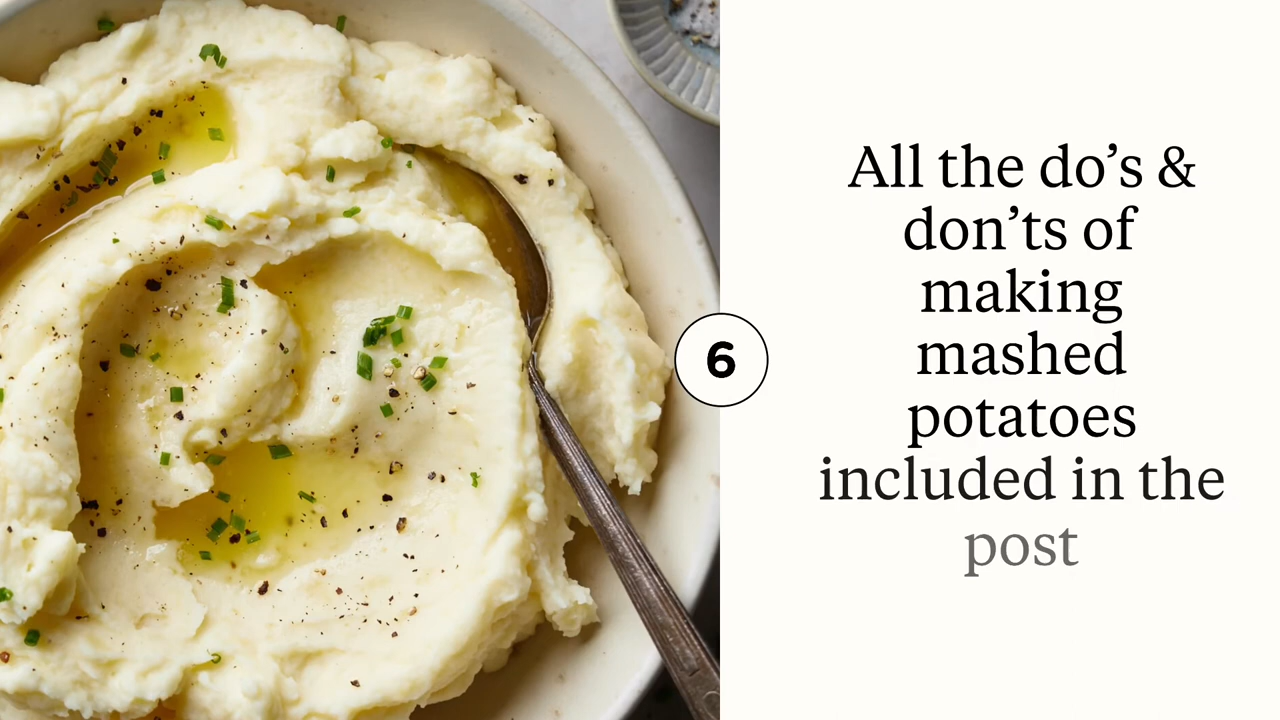 6
All the do’s &
don’ts of
making
mashed
potatoes
included in the
post